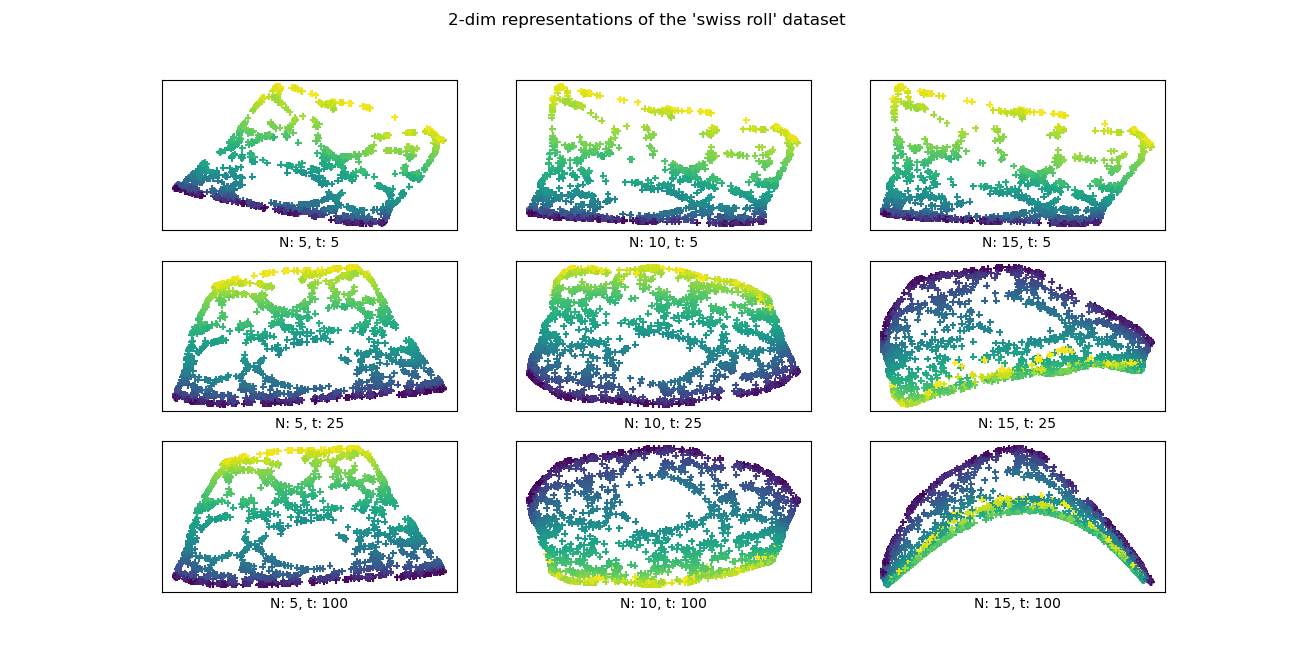 2-dim representations of the 'swiss roll' dataset
N: 5, t: 5
N: 10, t: 5
N: 15, t: 5
N: 5, t: 25
N: 10, t: 25
N: 15, t: 25
N: 5, t: 100
N: 10, t: 100
N: 15, t: 100